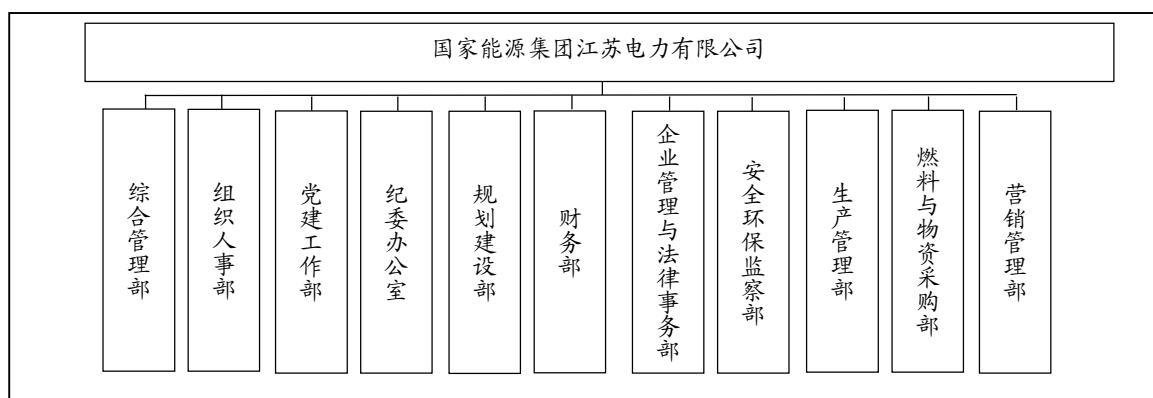 国家能源集团江苏电力有限公司
综合管理部
组织人事部
党建工作部
纪委办公室
规划建设部
财务部
企业管理与法律事务部
安全环保监察部
生产管理部
燃料与物资采购部
营销管理部